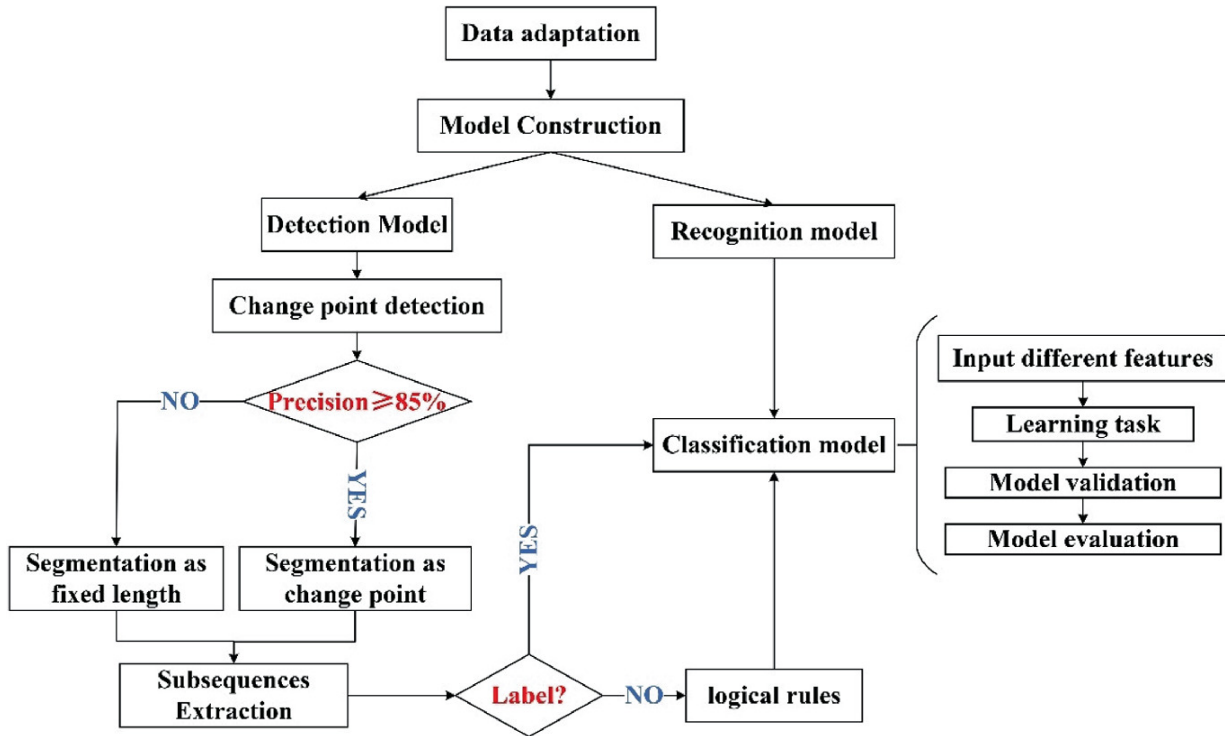 Data adaptation
Model Construction
Detection Model
Recognition model
Change point detection
Input different features
NO
Precision≥85%
Learning task
Classification model
Model validation
YES
Model evaluation
YES
Segmentation as
fixed length
Segmentation as
change point
Subsequences
Extraction
Label?
NO
logical rules